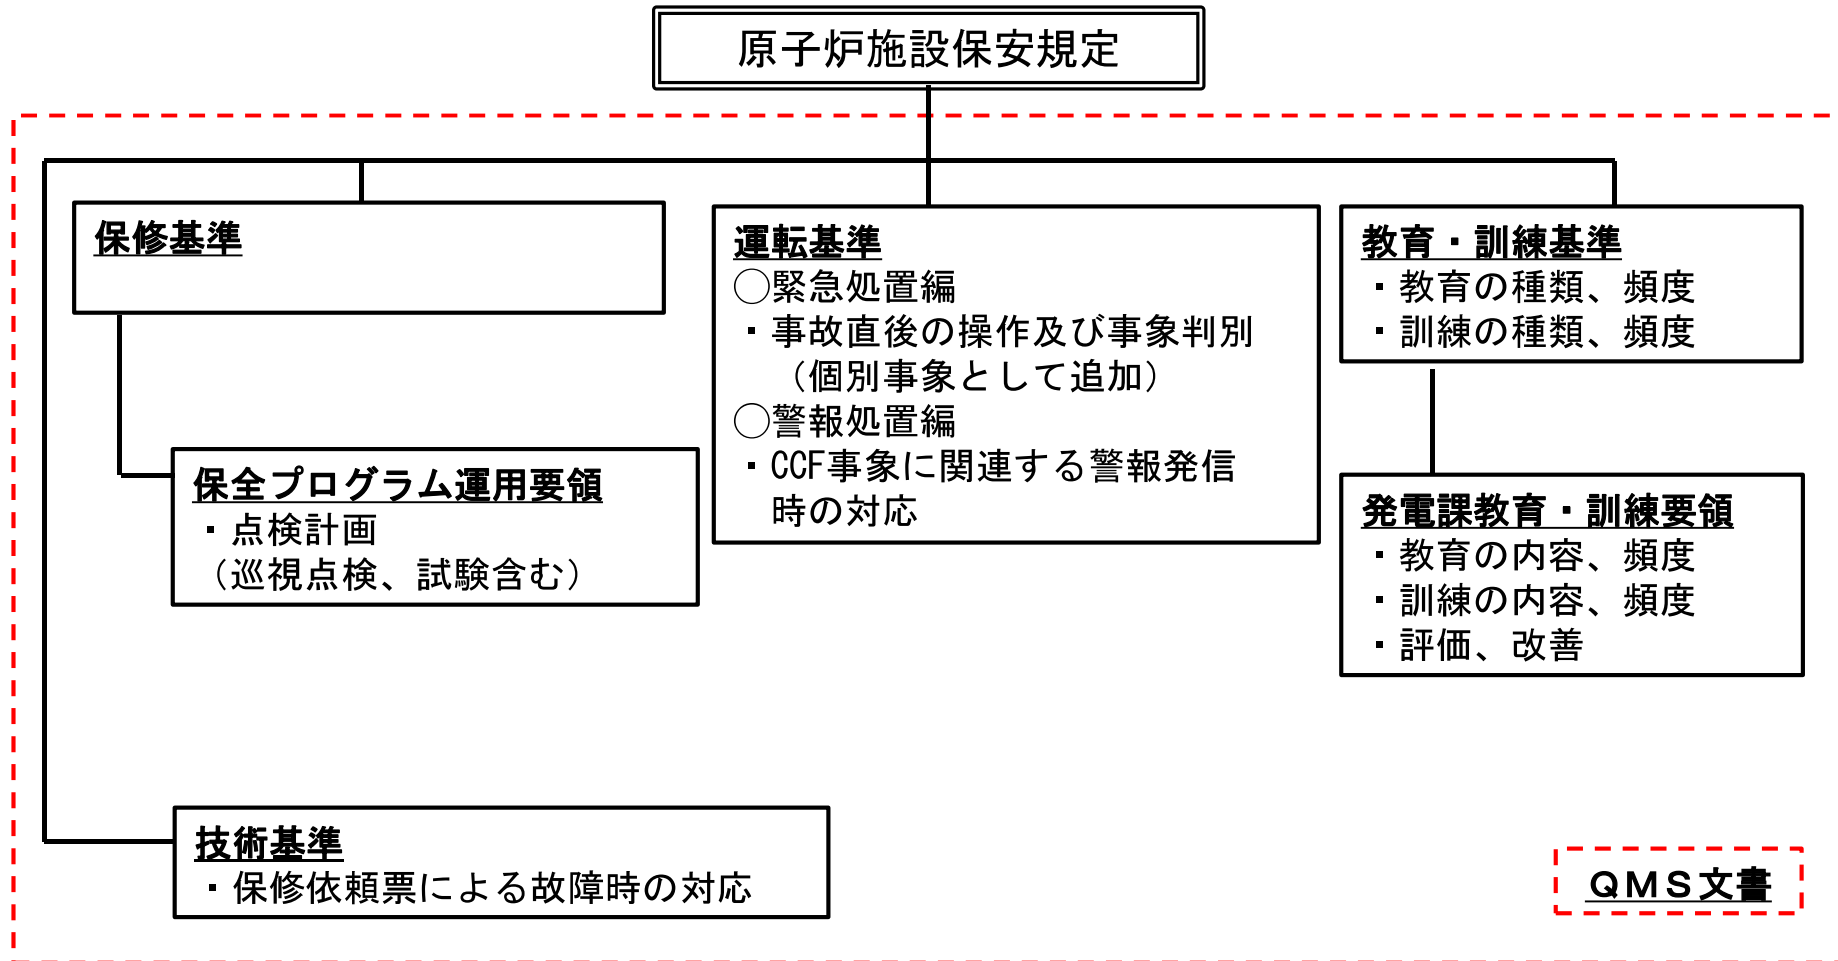 原子炉施設保安規定
保修基準
運転基準
◯緊急処置編
・事故直後の操作及び事象判別
（個別事象として追加）
◯警報処置編
・CCF事象に関連する警報発信
時の対応
教育・訓練基準
・教育の種類、頻度
・訓練の種類、頻度
保全プログラム運用要領
・点検計画
（巡視点検、試験含む）
発電課教育・訓練要領
・教育の内容、頻度
・訓練の内容、頻度
・評価、改善
技術基準
・保修依頼票による故障時の対応
ＱＭＳ文書